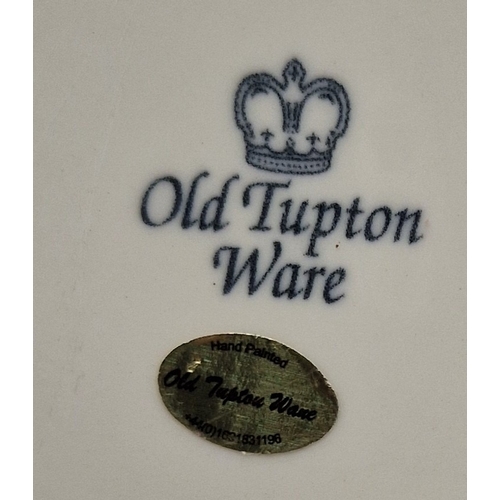 Old Tupton
Ware
Hand Painted
Old Tupton Ware